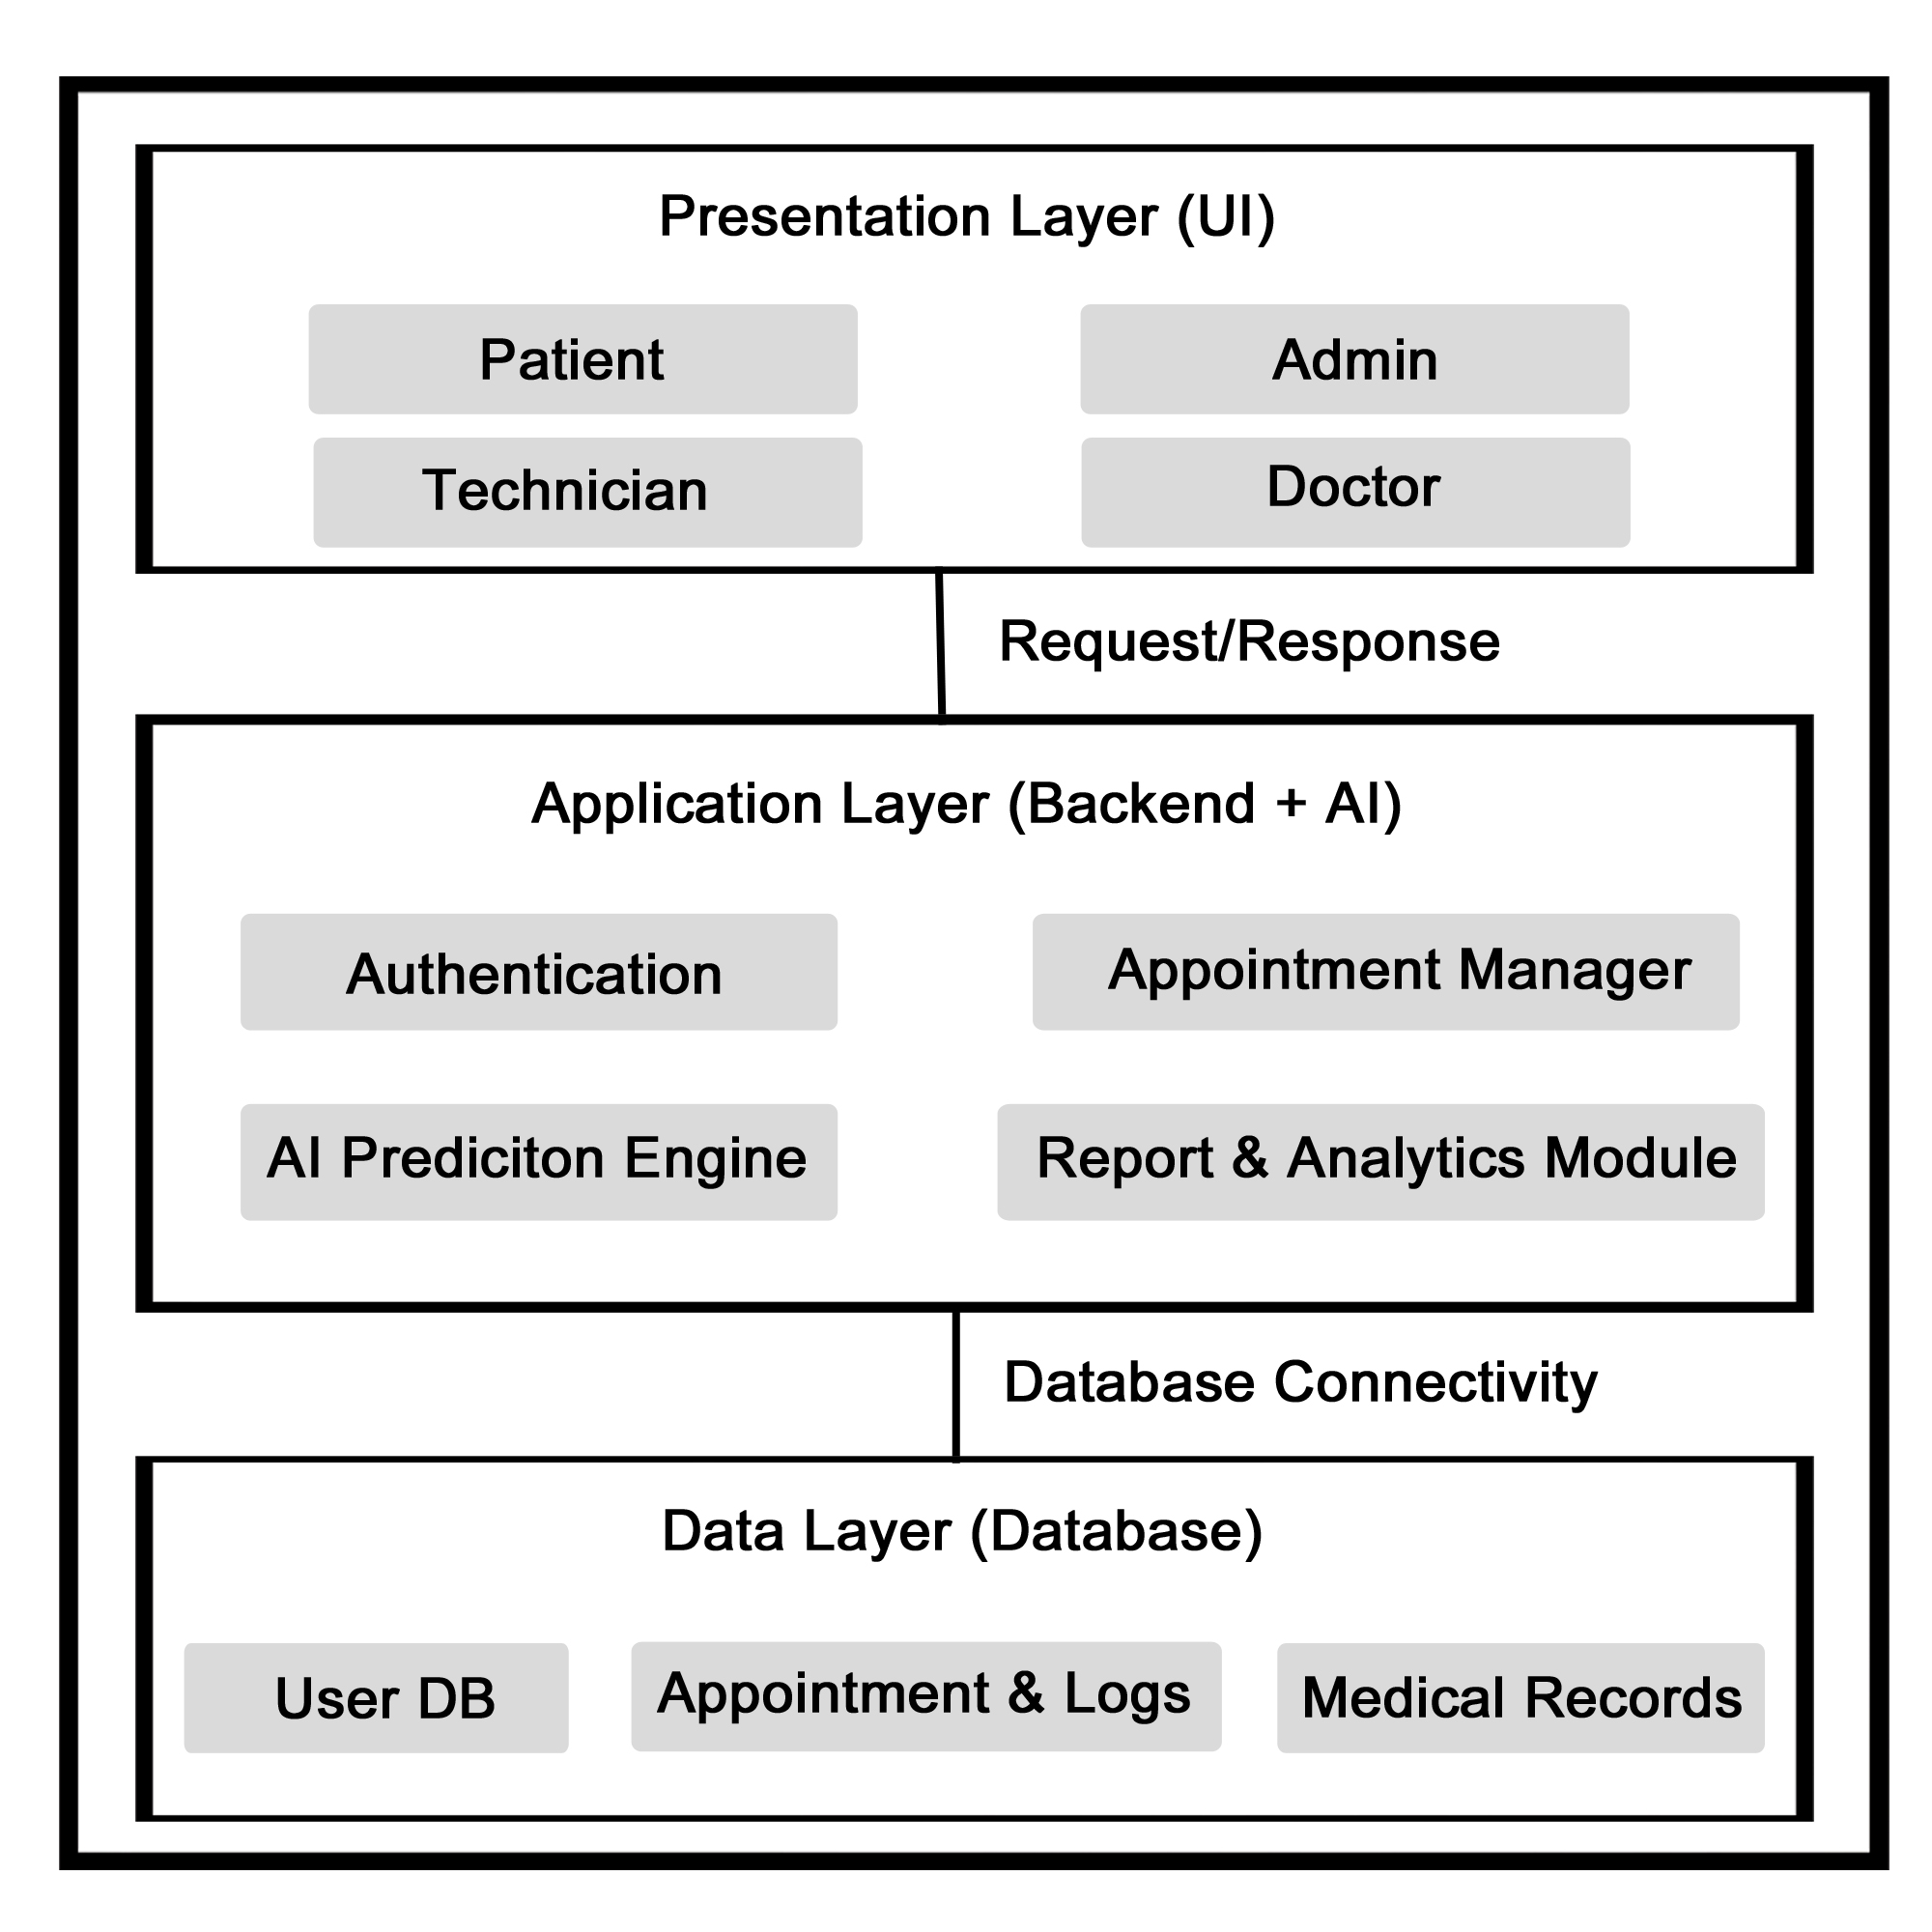 Presentation Layer (UI)
Patient
Admin
Technician
Doctor
Request/Response
Application Layer (Backend + AI)
Authentication
Appointment Manager
AI Prediciton Engine
Report & Analytics Module
Database Connectivity
Data Layer (Database)
User DB
Appointment & Logs
Medical Records